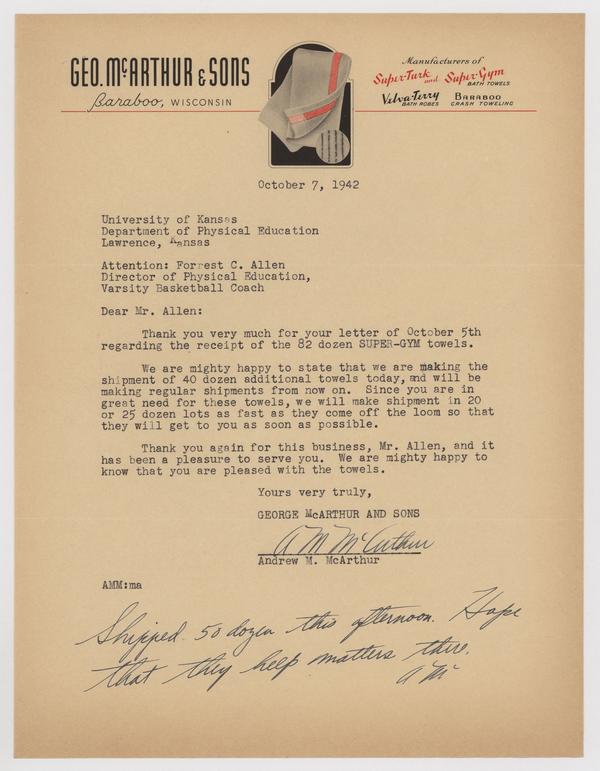 GEO. McARTHUR & SONS
Baraboo, WISCONSIN
Manufacturers of
Super-Turk and Super-Gym
BATH TOWELS
Velva-Terry BARABOO
BATH ROBES CRASH TOWELING
October 7, 1942
University of Kansas
Department of Physical Education
Lawrence, Kansas
Attention: Forrest C. Allen
Director of Physical Education,
Varsity Basketball Coach
Dear Mr. Allen:
Thank you very much for your letter of October 5th
regarding the receipt of the 82 dozen SUPER-GYM towels.
We are mighty happy to state that we are making the
shipment of 40 dozen additional towels today, and will be
making regular shipments from now on. Since you are in
great need for these towels, we will make shipment in 20
or 25 dozen lots as fast as they come off the loom so that
they will get to you as soon as possible.
Thank you again for this business, Mr. Allen, and it
has been a pleasure to serve you. We are mighty happy to
know that you are pleased with the towels.
Yours very truly,
GEORGE McARTHUR AND SONS
A M McArthur
Andrew M. McArthur
AMM:ma
Shipped 50 dozen this afternoon. Hope
that they help matters there.
A Mc